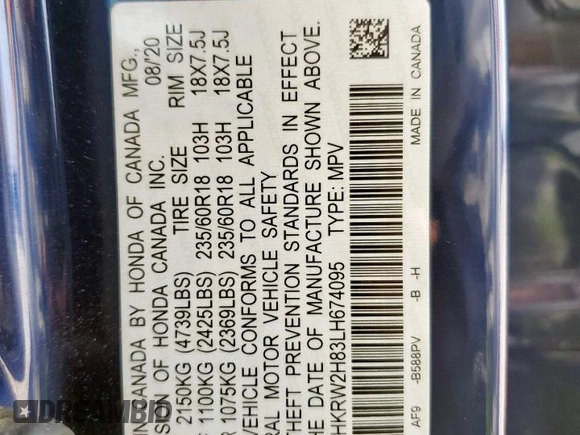 IN CANADA BY HONDA OF CANADA MFG.,
SION OF HONDA CANADA INC. 08/'20
TIRE SIZE RIM SIZE
2150KG (4739LBS)
1100KG (2425LBS) 235/60R18 103H 18X7.5J
R 1075KG (2369LBS) 235/60R18 103H 18X7.5J
VEHICLE CONFORMS TO ALL APPLICABLE
RAL MOTOR VEHICLE SAFETY
THEFT PREVENTION STANDARDS IN EFFECT
THE DATE OF MANUFACTURE SHOWN ABOVE.
HKRW2H83LH674095 TYPE: MPV
AF9 -B588PV -B -H MADE IN CANADA
DREAMBID